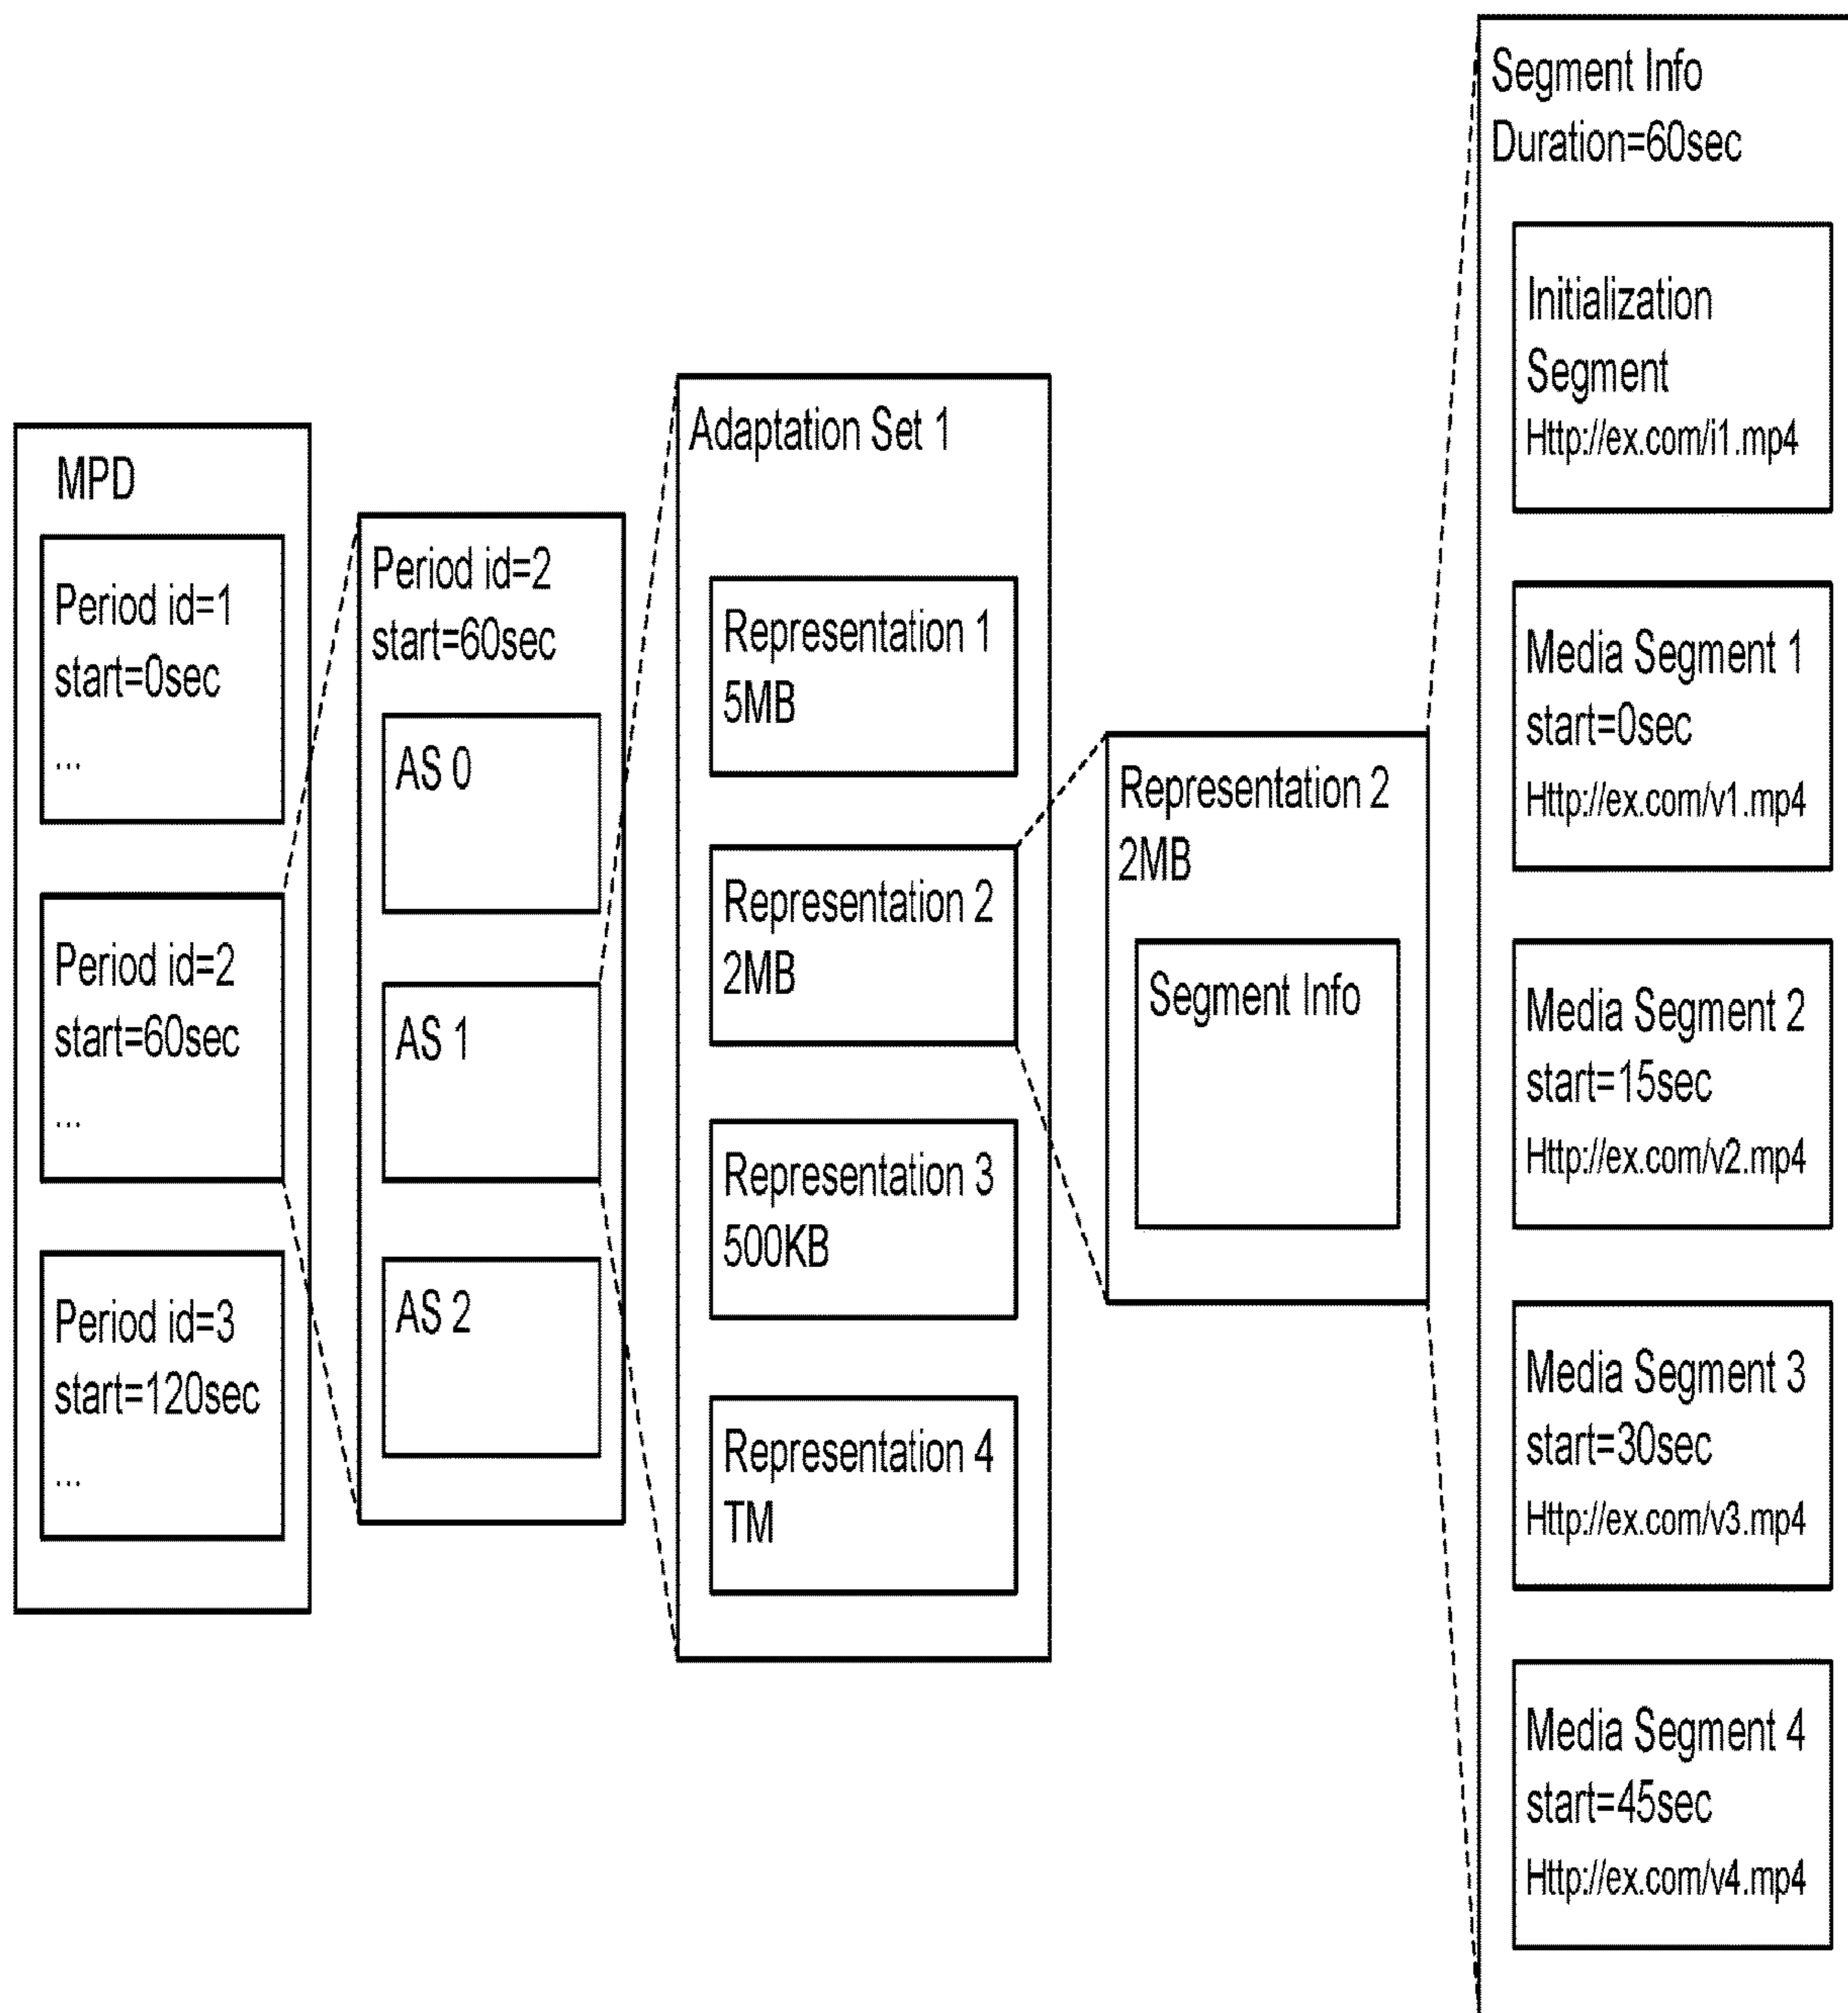 MPD
Period id=1
start=0sec
...
Period id=2
start=60sec
...
Period id=3
start=120sec
...
Period id=2
start=60sec
AS 0
AS 1
AS 2
Adaptation Set 1
Representation 1
5MB
Representation 2
2MB
Representation 3
500KB
Representation 4
TM
Representation 2
2MB
Segment Info
Segment Info
Duration=60sec
Initialization
Segment
Http://ex.com/i1.mp4
Media Segment 1
start=0sec
Http://ex.com/v1.mp4
Media Segment 2
start=15sec
Http://ex.com/v2.mp4
Media Segment 3
start=30sec
Http://ex.com/v3.mp4
Media Segment 4
start=45sec
Http://ex.com/v4.mp4